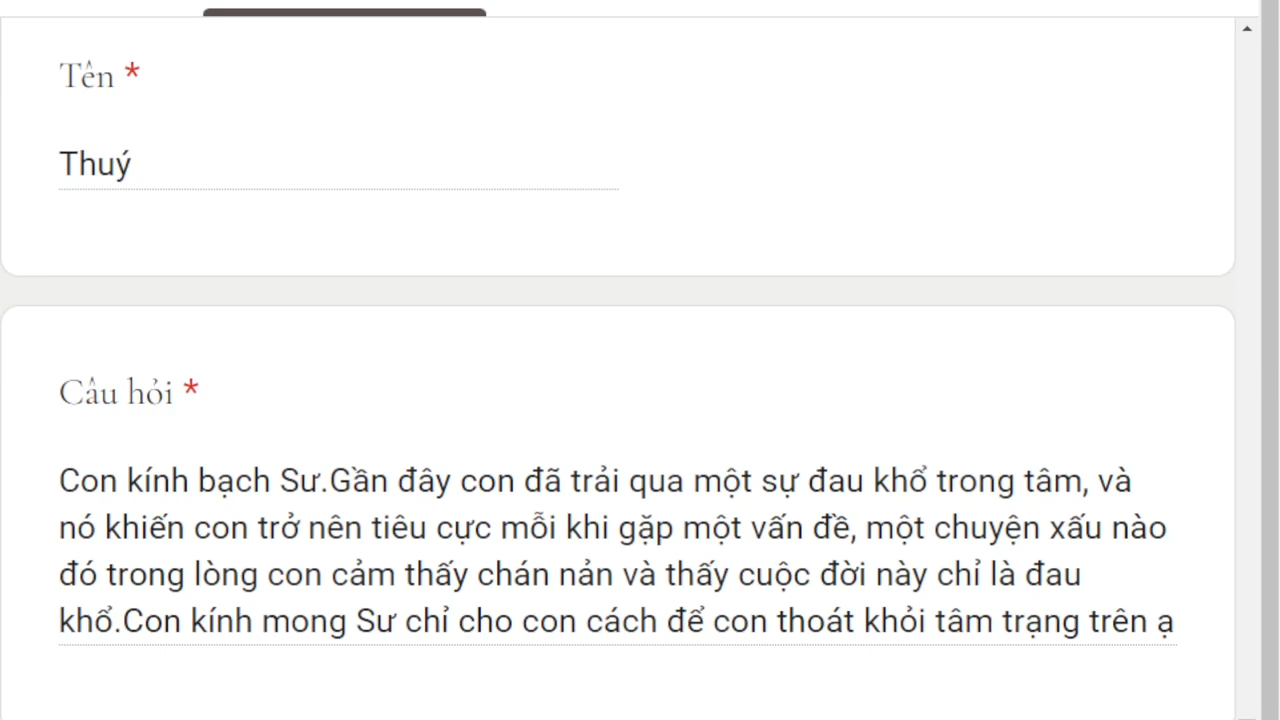 Tên *
Thuý
Câu hỏi *
Con kính bạch Sư.Gần đây con đã trải qua một sự đau khổ trong tâm, và
nó khiến con trở nên tiêu cực mỗi khi gặp một vấn đề, một chuyện xấu nào
đó trong lòng con cảm thấy chán nản và thấy cuộc đời này chỉ là đau
khổ.Con kính mong Sư chỉ cho con cách để con thoát khỏi tâm trạng trên ạ